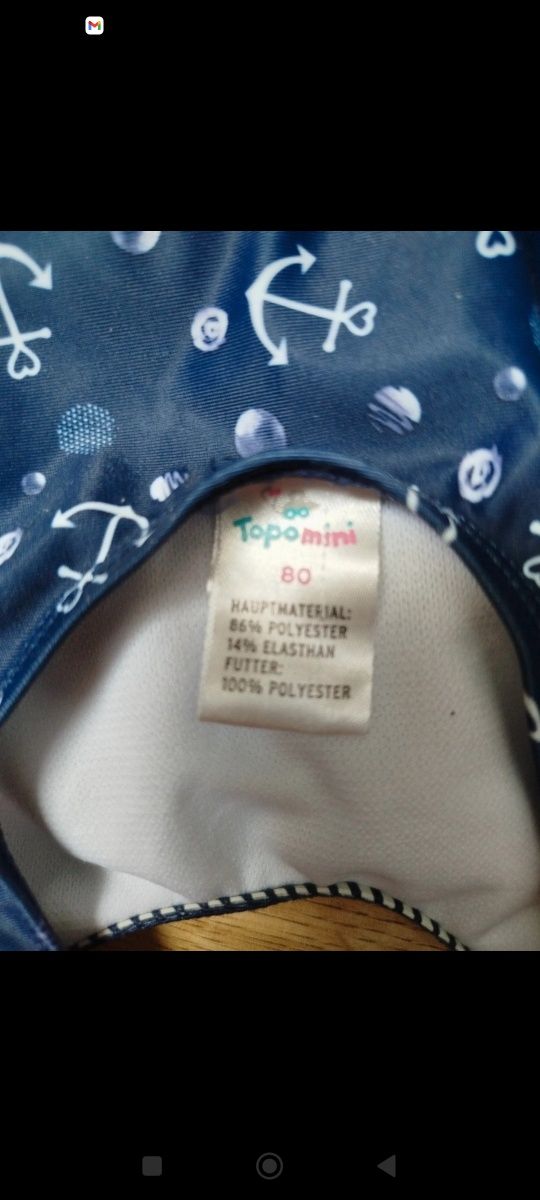 Topomini
80
HAUPTMATERIAL:
86% POLYESTER
14% ELASTHAN
FUTTER:
100% POLYESTER